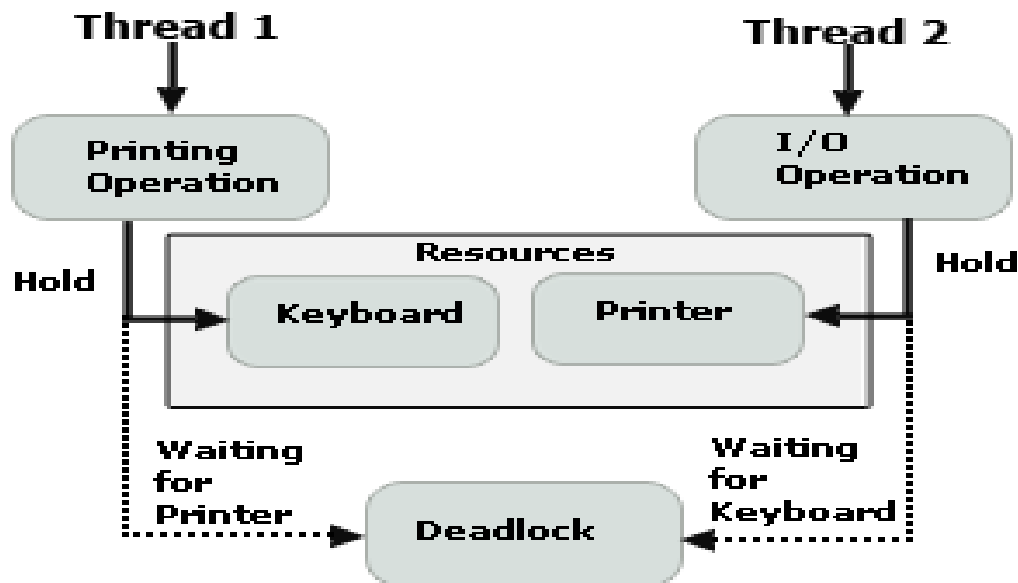 Thread 1
Thread 2
Printing
Operation
I/O
Operation
Hold
Resources
Hold
Keyboard
Printer
Waiting
for
Printer
Waiting
for
Keyboard
Deadlock